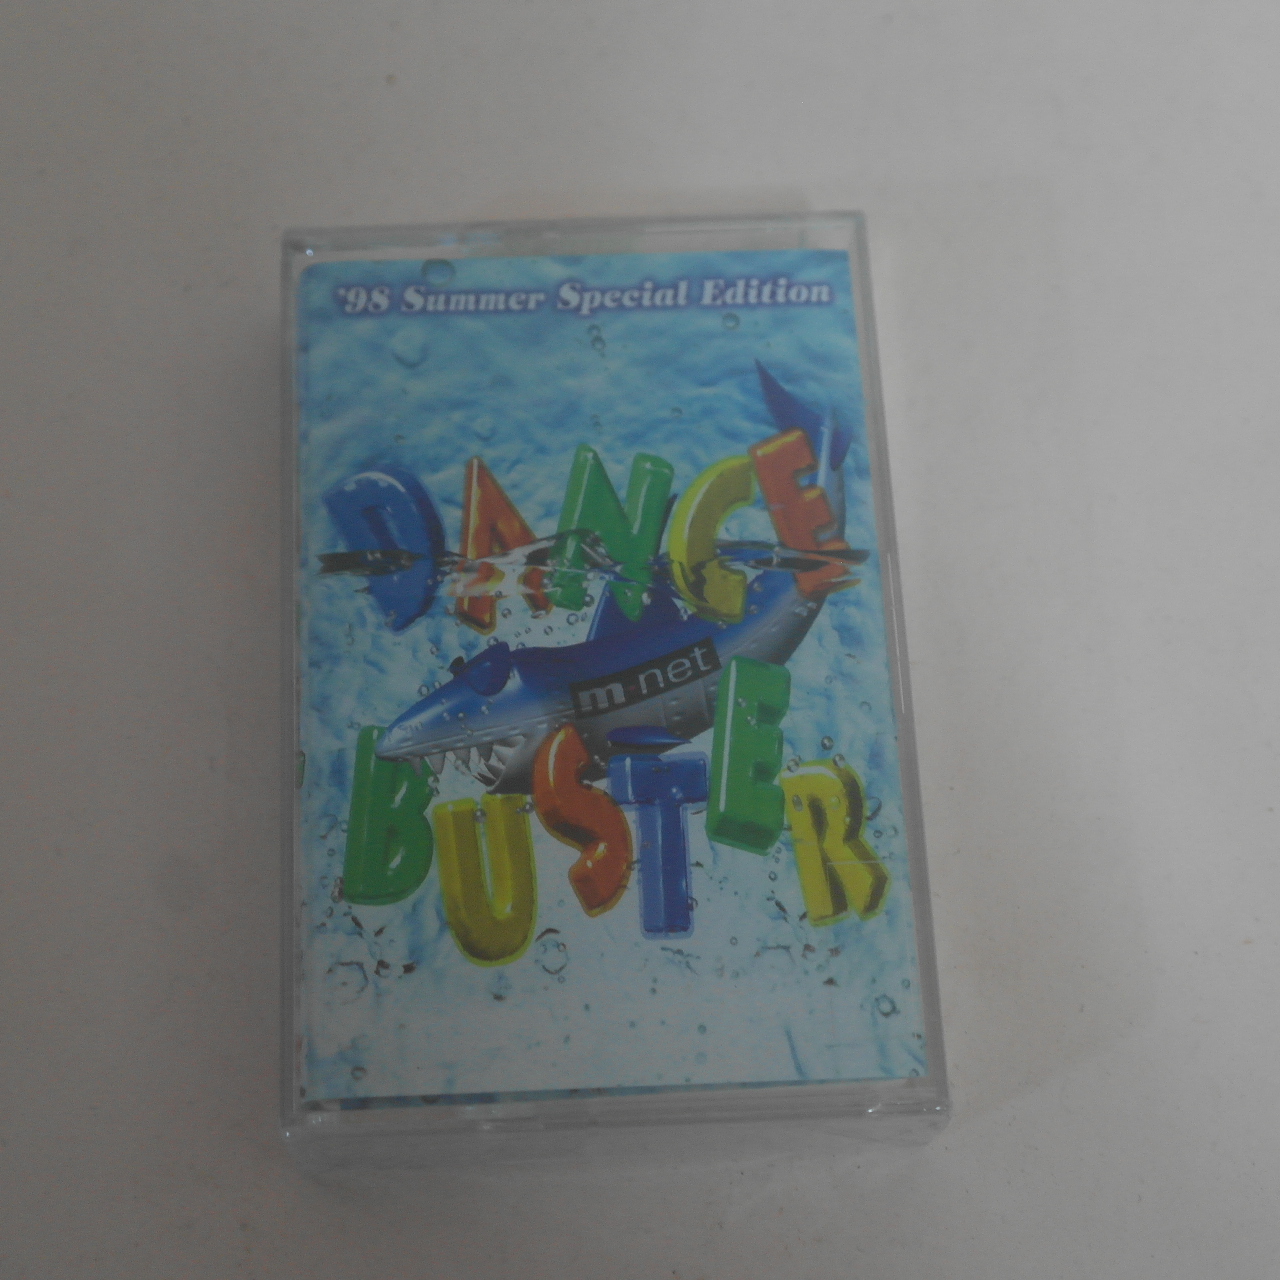 '98 Summer Special Edition
DANCE
m·net
BUSTER